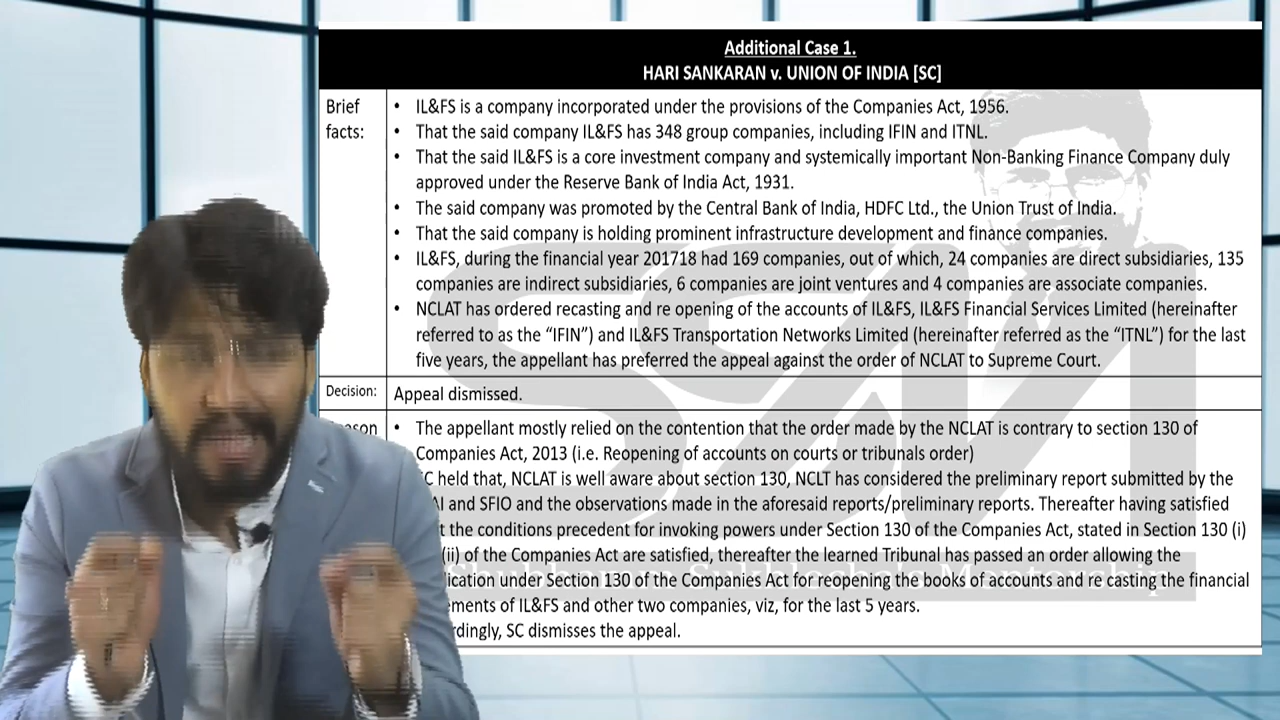 Additional Case 1.
HARI SANKARAN v. UNION OF INDIA [SC]
Brief facts:
• IL&FS is a company incorporated under the provisions of the Companies Act, 1956.
• That the said company IL&FS has 348 group companies, including IFIN and ITNL.
• That the said IL&FS is a core investment company and systemically important Non-Banking Finance Company duly
approved under the Reserve Bank of India Act, 1931.
• The said company was promoted by the Central Bank of India, HDFC Ltd., the Union Trust of India.
• That the said company is holding prominent infrastructure development and finance companies.
• IL&FS, during the financial year 201718 had 169 companies, out of which, 24 companies are direct subsidiaries, 135
companies are indirect subsidiaries, 6 companies are joint ventures and 4 companies are associate companies.
• NCLAT has ordered recasting and re opening of the accounts of IL&FS, IL&FS Financial Services Limited (hereinafter
referred to as the “IFIN”) and IL&FS Transportation Networks Limited (hereinafter referred as the “ITNL”) for the last
five years, the appellant has preferred the appeal against the order of NCLAT to Supreme Court.
Decision: Appeal dismissed.
• The appellant mostly relied on the contention that the order made by the NCLAT is contrary to section 130 of
Companies Act, 2013 (i.e. Reopening of accounts on courts or tribunals order)
held that, NCLAT is well aware about section 130, NCLT has considered the preliminary report submitted by the
and SFIO and the observations made in the aforesaid reports/preliminary reports. Thereafter having satisfied
the conditions precedent for invoking powers under Section 130 of the Companies Act, stated in Section 130 (i)
(ii) of the Companies Act are satisfied, thereafter the learned Tribunal has passed an order allowing the
under Section 130 of the Companies Act for reopening the books of accounts and re casting the financial
of IL&FS and other two companies, viz, for the last 5 years.
SC dismisses the appeal.